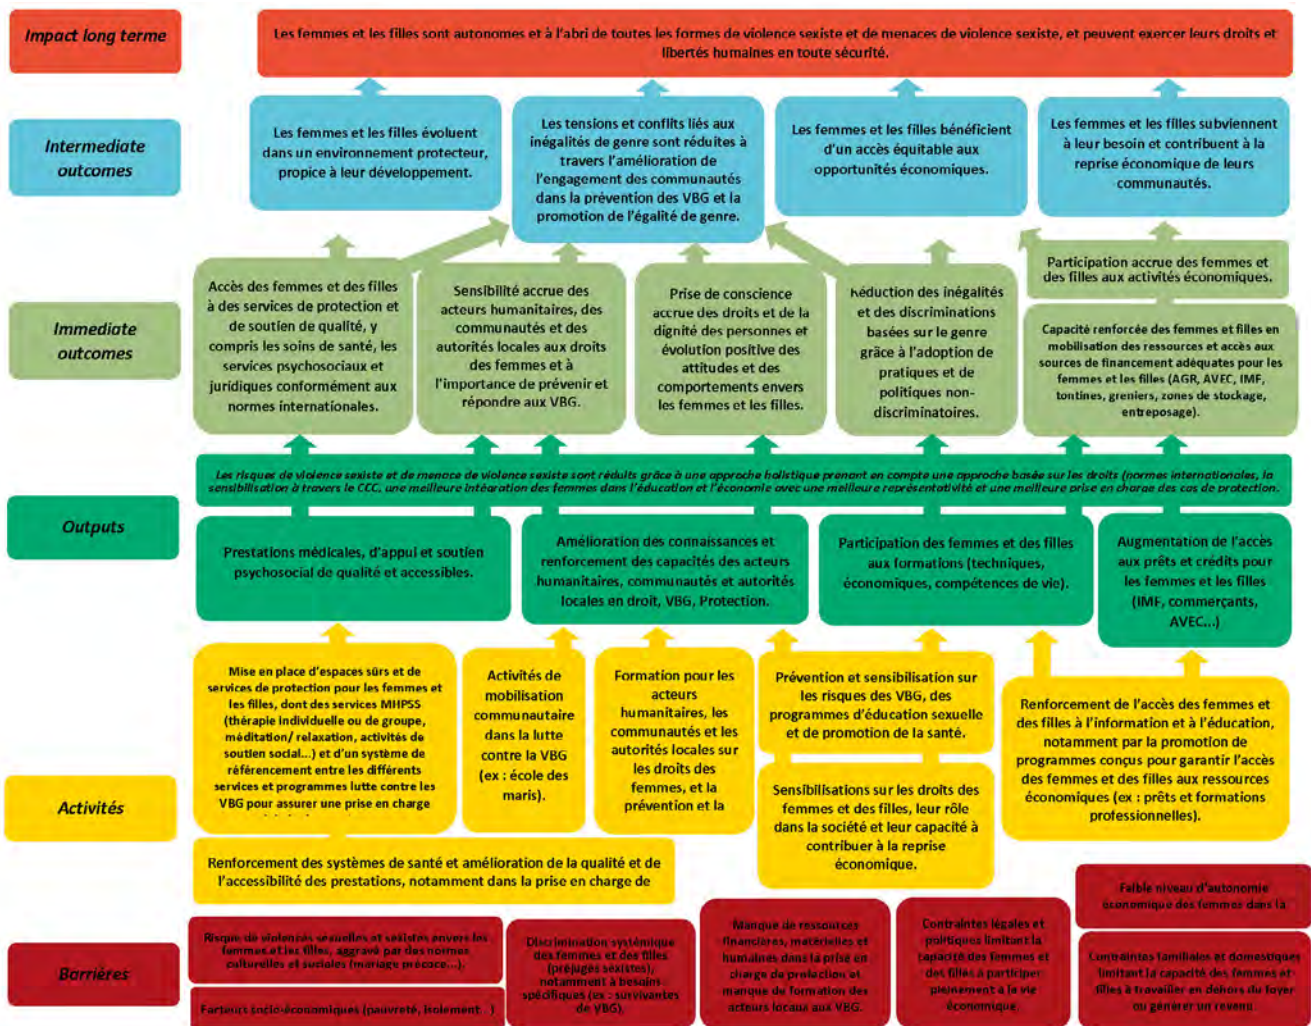 Impact long terme
Les femmes et les filles sont autonomes et à l'abri de toutes les formes de violence sexiste et de menaces de violence sexiste, et peuvent exercer leurs droits et
libertés humaines en toute sécurité.
Intermediate
outcomes
Les femmes et les filles évoluent
dans un environnement protecteur,
propice à leur développement.
Les tensions et conflits liés aux
inégalités de genre sont réduites à
travers l'amélioration de
l'engagement des communautés
dans la prévention des VBG et la
promotion de l'égalité de genre.
Les femmes et les filles bénéficient
d'un accès équitable aux
opportunités économiques.
Les femmes et les filles subviennent
à leur besoin et contribuent à la
reprise économique de leurs
communautés.
Immediate
outcomes
Accès des femmes et des filles
à des services de protection et
de soutien de qualité, y
compris les soins de santé, les
services psychosociaux et
juridiques conformément aux
normes internationales.
Sensibilité accrue des
acteurs humanitaires, des
communautés et des
autorités locales aux droits
des femmes et à
l'importance de prévenir et
répondre aux VBG.
Prise de conscience
accrue des droits et de la
dignité des personnes et
évolution positive des
attitudes et des
comportements envers
les femmes et les filles.
Réduction des inégalités
et des discriminations
basées sur le genre
grâce à l'adoption de
pratiques et de
politiques non-
discriminatoires.
Participation accrue des femmes et
des filles aux activités économiques.
Capacité renforcée des femmes et filles en
mobilisation des ressources et accès aux
sources de financement adéquates pour les
femmes et les filles (AGR, AVEC, IMF,
tontines, greniers, zones de stockage,
entreposage).
Outputs
Les risques de violence sexiste et de menace de violence sexiste sont réduits grâce à une approche holistique prenant en compte une approche basée sur les droits (normes internationales, la
sensibilisation à travers le CCC, une meilleure intégration des femmes dans l'éducation et l'économie avec une meilleure représentativité et une meilleure prise en charge des cas de protection.
Prestations médicales, d'appui et soutien
psychosocial de qualité et accessibles.
Amélioration des connaissances et
renforcement des capacités des acteurs
humanitaires, communautés et autorités
locales en droit, VBG, Protection.
Participation des femmes et des filles
aux formations (techniques,
économiques, compétences de vie).
Augmentation de l'accès
aux prêts et crédits pour
les femmes et les filles
(IMF, commerçants,
AVEC...)
Activités
Mise en place d'espaces sûrs et de
services de protection pour les femmes et
les filles, dont des services MHPSS
(thérapie individuelle ou de groupe,
méditation/ relaxation, activités de
soutien social...) et d'un système de
référencement entre les différents
services et programmes lutte contre les
VBG pour assurer une prise en charge
Activités de
mobilisation
communautaire
dans la lutte
contre la VBG
(ex : école des
maris).
Formation pour les
acteurs
humanitaires, les
communautés et les
autorités locales sur
les droits des
femmes, et la
prévention et la
Prévention et sensibilisation sur
les risques des VBG, des
programmes d'éducation sexuelle
et de promotion de la santé.
Sensibilisations sur les droits des
femmes et des filles, leur rôle
dans la société et leur capacité à
contribuer à la reprise
économique.
Renforcement de l'accès des femmes et
des filles à l'information et à l'éducation,
notamment par la promotion de
programmes conçus pour garantir l'accès
des femmes et des filles aux ressources
économiques (ex : prêts et formations
professionnelles).
Renforcement des systèmes de santé et amélioration de la qualité et de
l'accessibilité des prestations, notamment dans la prise en charge de
Barrières
Risque de violences sexuelles et sexistes envers les
femmes et les filles, aggravé par des normes
culturelles et sociales (mariage précoce...).
Facteurs socio-économiques (pauvreté, isolement...)
Discrimination systémique
des femmes et des filles
(préjugés sexistes),
notamment à besoins
spécifiques (ex : survivantes
de VBG).
Manque de ressources
financières, matérielles et
humaines dans la prise en
charge de protection et
manque de formation des
acteurs locaux aux VBG.
Contraintes légales et
politiques limitant la
capacité des femmes et
des filles à participer
pleinement à la vie
économique.
Faible niveau d'autonomie
économique des femmes dans la
Contraintes familiales et domestiques
limitant la capacité des femmes et
filles à travailler en dehors du foyer
ou générer un revenu.